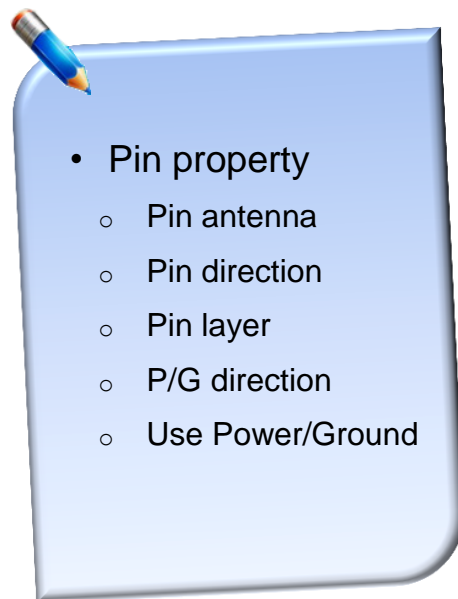 • Pin property
o Pin antenna
o Pin direction
o Pin layer
o P/G direction
o Use Power/Ground